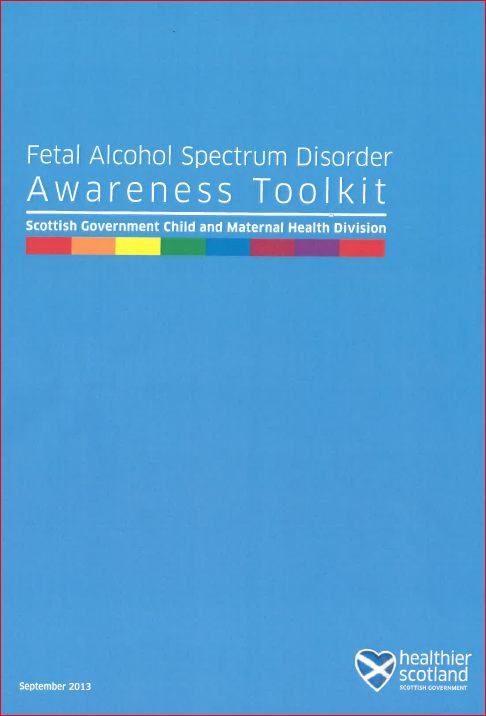 Fetal Alcohol Spectrum Disorder
Awareness Toolkit
Scottish Government Child and Maternal Health Division
September 2013
healthier
scotland
SCOTTISH GOVERNMENT